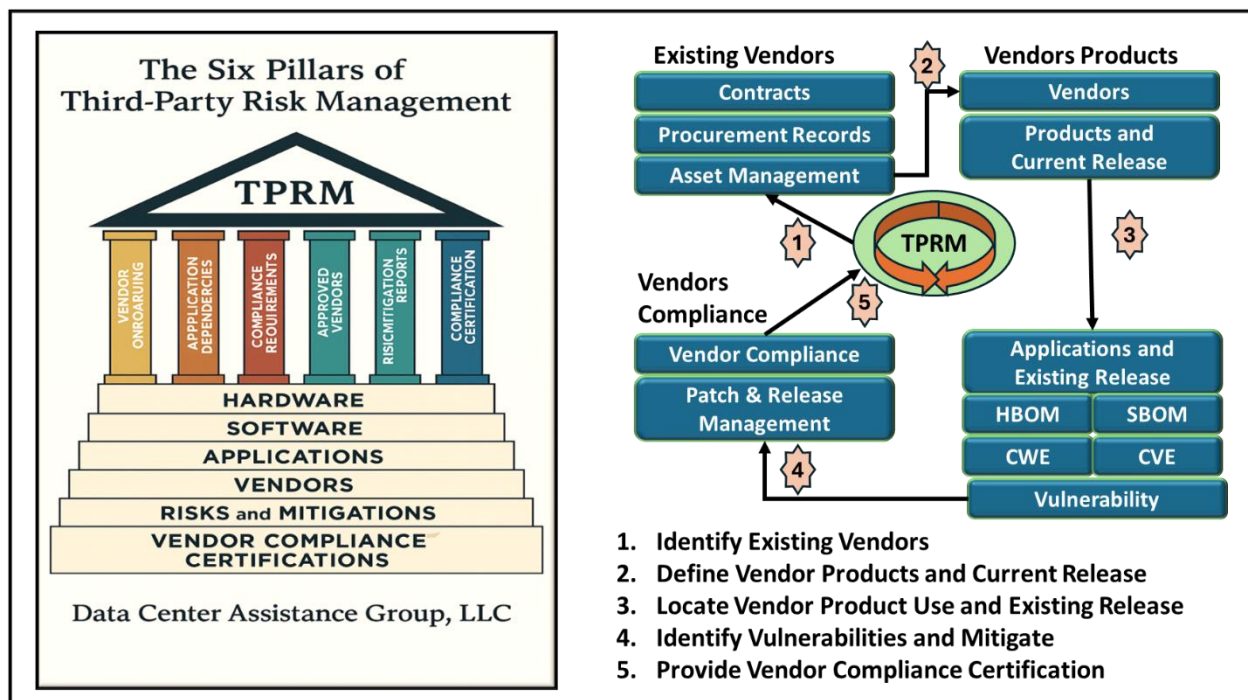 The Six Pillars of
Third-Party Risk Management
TPRM
VENDOR
ONROARUING
APPPLICATION
DEPENDERCIES
COMPLIANCE
REQUIREMENTS
APPROVED
VENDORS
RISICMITIGATION
REPORTS
COMPLIANCE
CERTIFICATION
HARDWARE
SOFTWARE
APPLICATIONS
VENDORS
RISKS and MITIGATIONS
VENDOR COMPLIANCE
CERTIFICATIONS
Data Center Assistance Group, LLC
Existing Vendors
Contracts
Procurement Records
Asset Management
2
Vendors Products
Vendors
Products and
Current Release
1
TPRM
3
5
Vendors
Compliance
Vendor Compliance
Patch & Release
Management
4
Applications and
Existing Release
HBOM
SBOM
CWE
CVE
Vulnerability
1. Identify Existing Vendors
2. Define Vendor Products and Current Release
3. Locate Vendor Product Use and Existing Release
4. Identify Vulnerabilities and Mitigate
5. Provide Vendor Compliance Certification